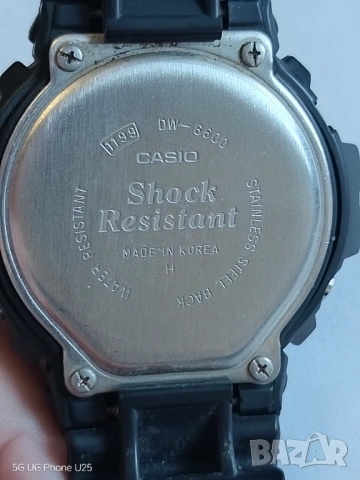 1199 DW-6600
CASIO
Shock
Resistant
MADE IN KOREA
H
WATER RESISTANT
STAINLESS STEEL BACK
5G UG Phone U25
BAZAR